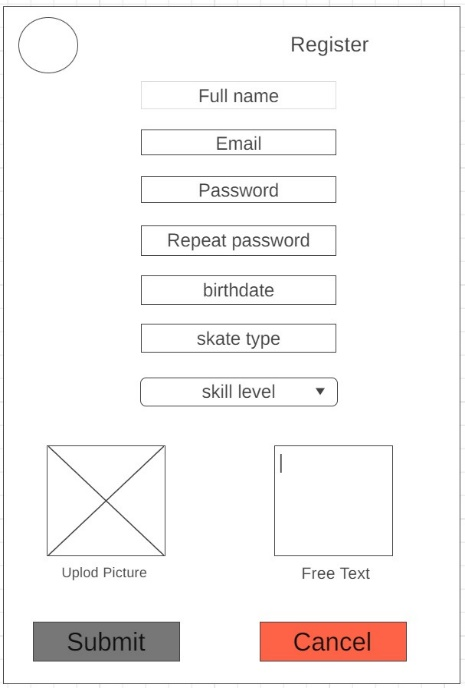 Register
Full name
Email
Password
Repeat password
birthdate
skate type
skill level
Uplod Picture
Free Text
Submit
Cancel